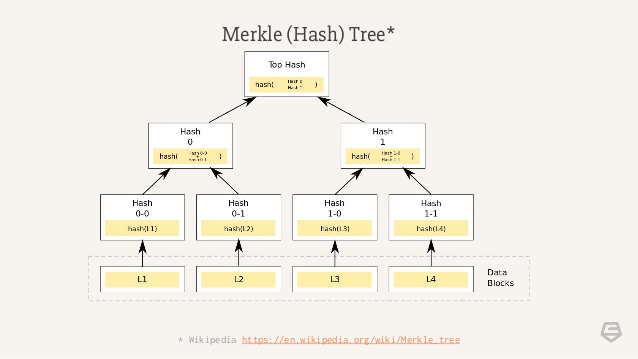 Merkle (Hash) Tree*
Top Hash
hash( Hash 0 )
Hash 1
Hash
0
hash( Hash 0-0 )
Hash 0-1
Hash
1
hash( Hash 1-0 )
Hash 1-1
Hash
0-0
hash(L1)
Hash
0-1
hash(L2)
Hash
1-0
hash(L3)
Hash
1-1
hash(L4)
L1
L2
L3
L4
Data
Blocks
* Wikipedia https://en.wikipedia.org/wiki/Merkle_tree